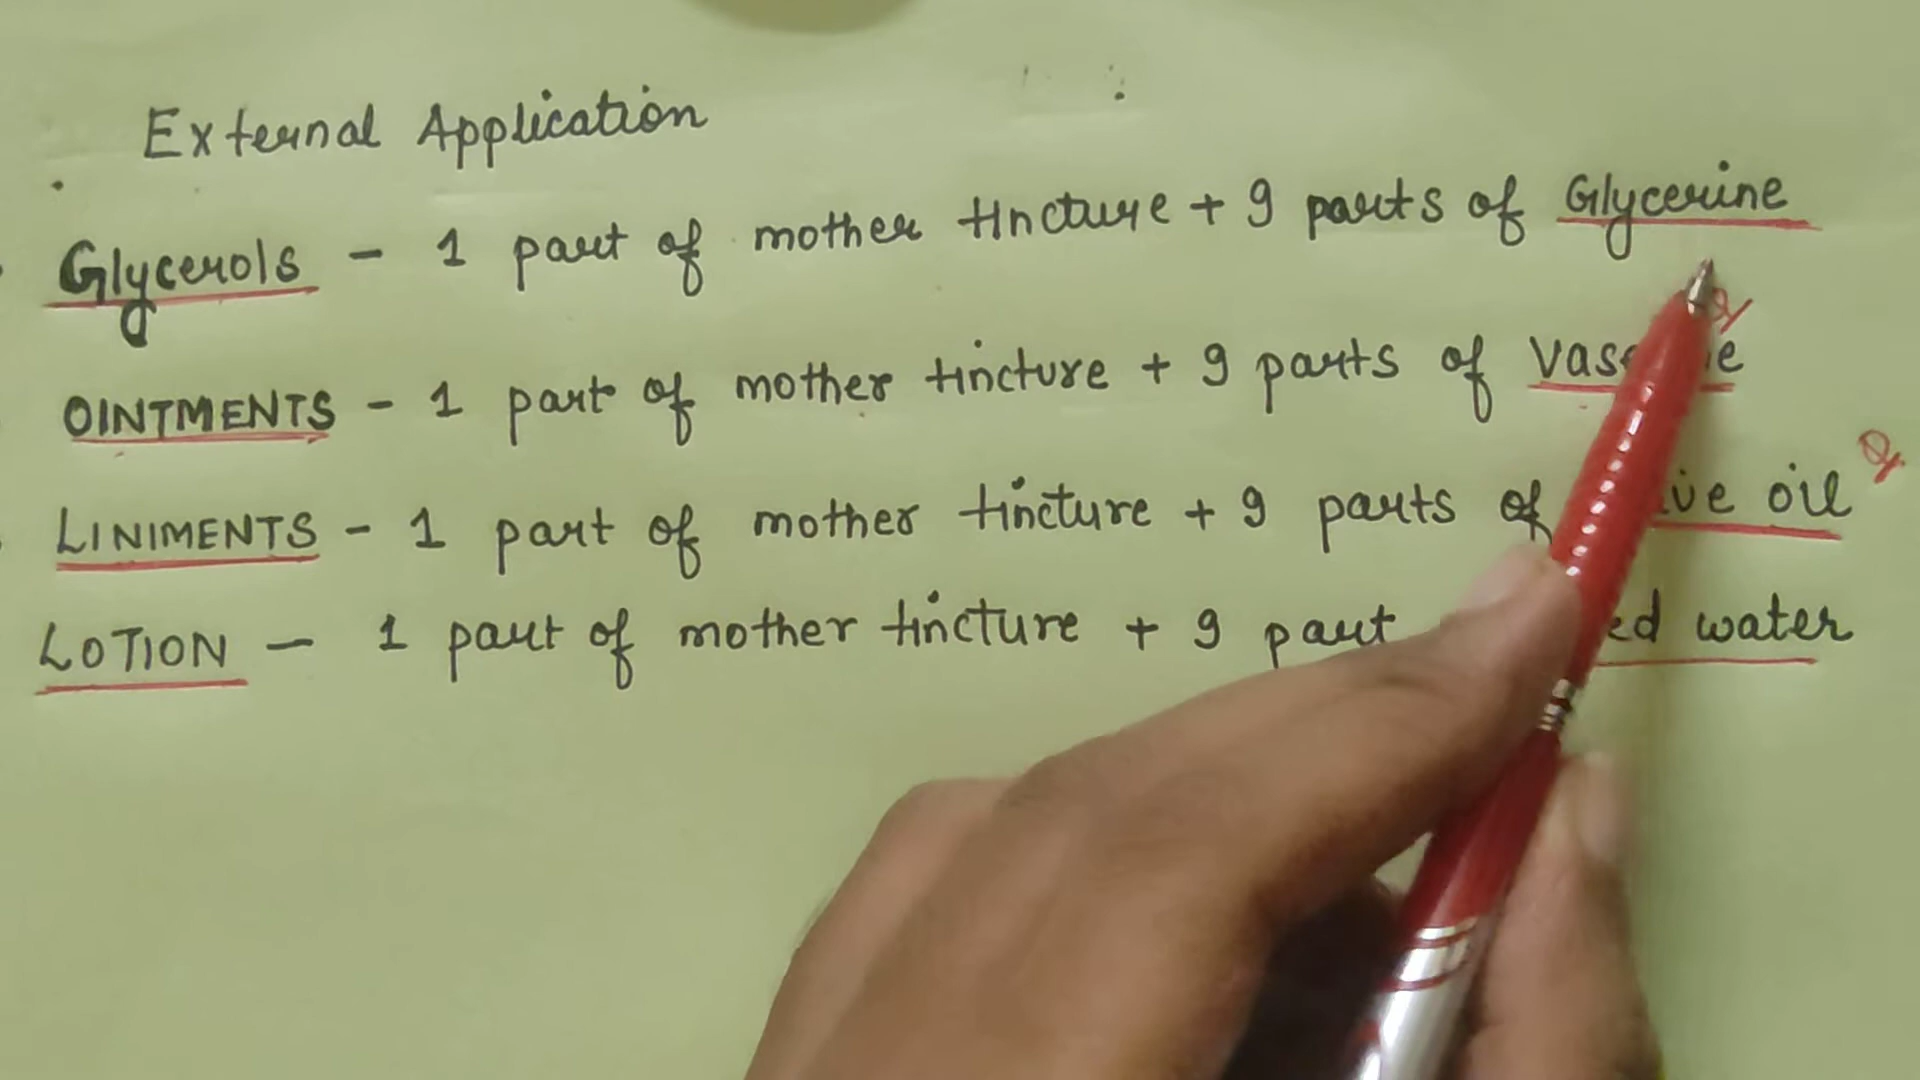 External Application
Glycerols - 1 part of mother tincture + 9 parts of Glycerine
OINTMENTS - 1 part of mother tincture + 9 parts of
LINIMENTS - 1 part of mother tincture + 9 parts of oil
LOTION - 1 part of mother tincture + 9 part water